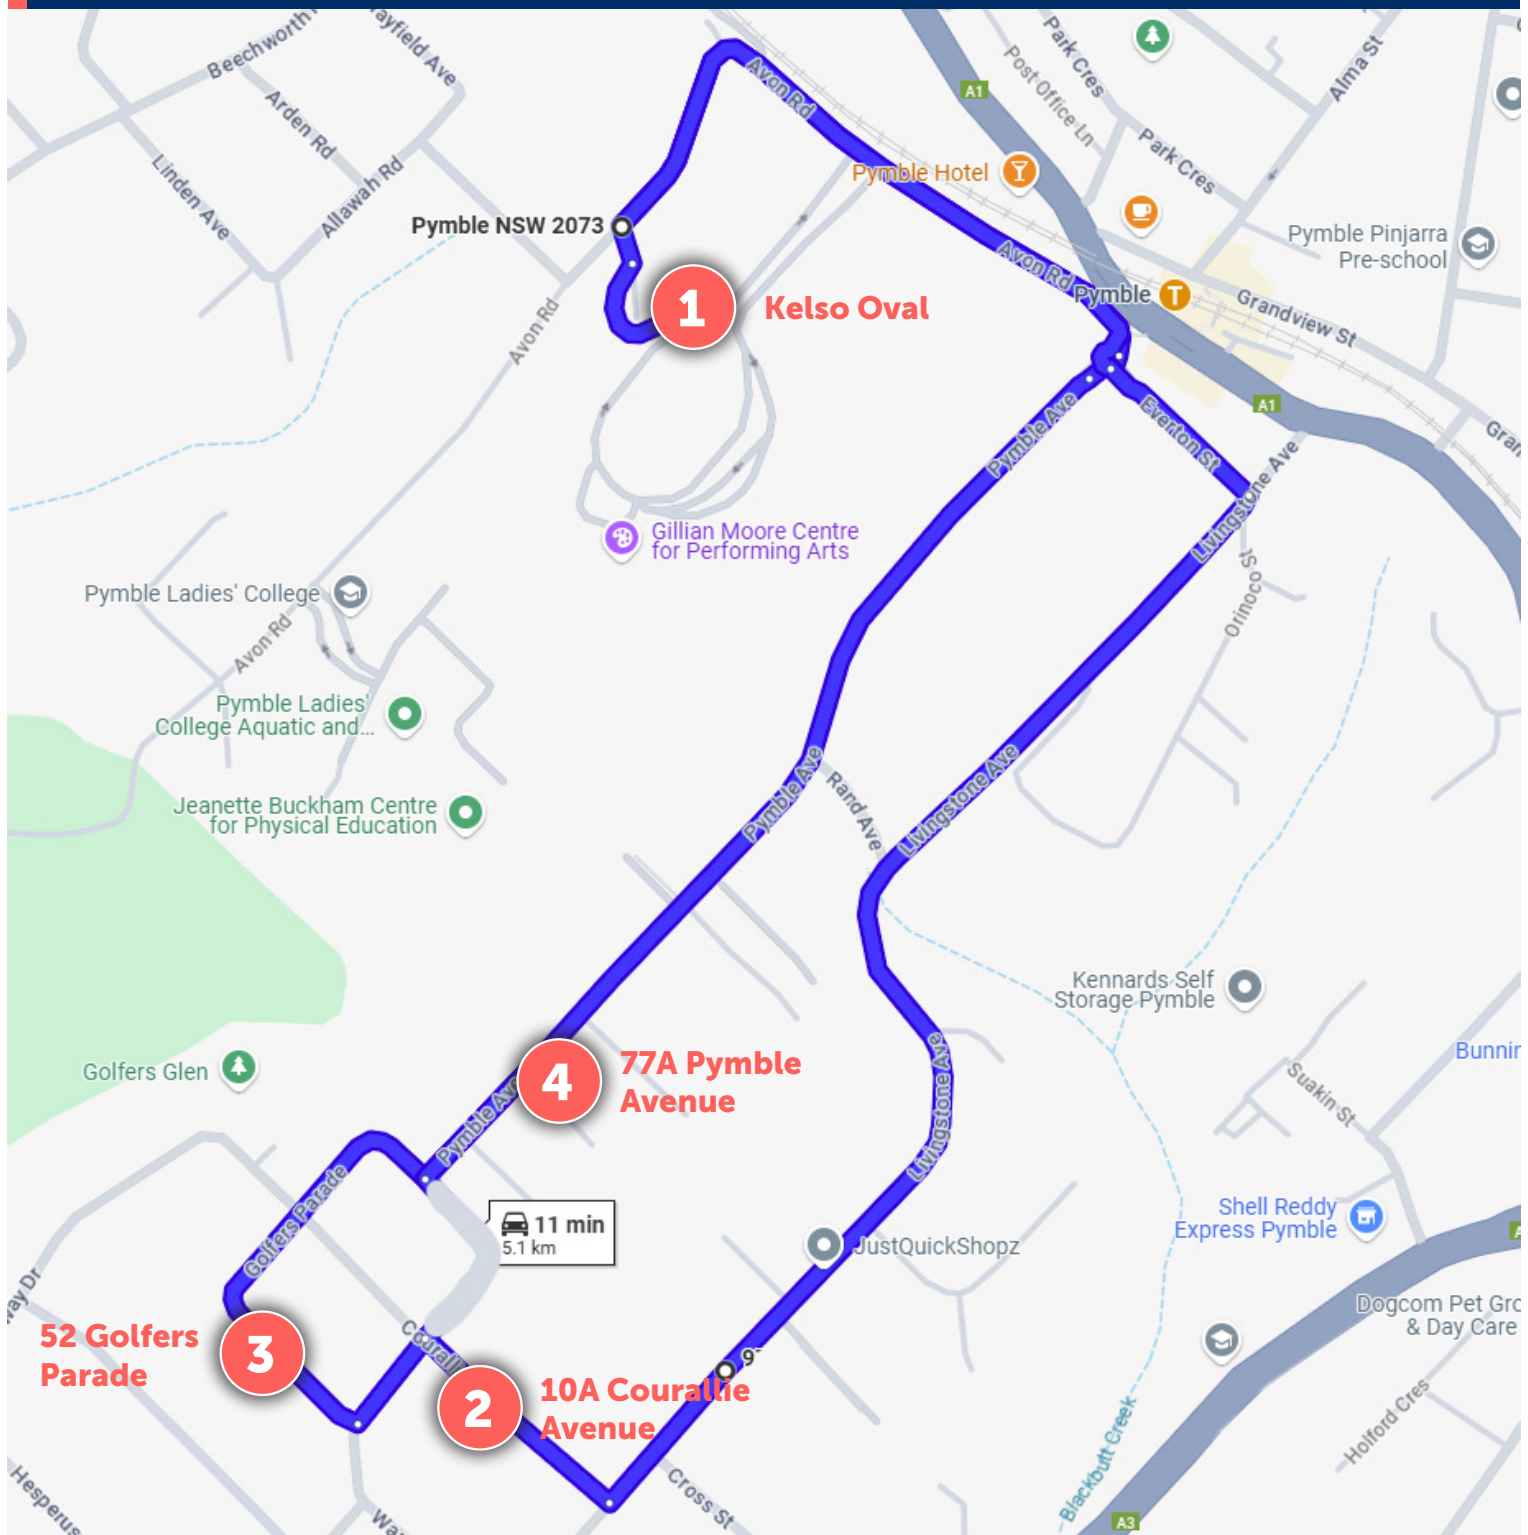 Beechworth
Mayfield Ave
Arden Rd
Linden Ave
Allawah Rd
Avon Rd
A1
Post Office Ln
Park Cres
Alma St
Park Cres
Pymble Hotel
Pymble NSW 2073
Pymble Pinjarra
Pre-school
Avon Rd
Pymble
T
Grandview St
1
Kelso Oval
Avon Rd
A1
Everton St
Pymble Ave
Livingstone Ave
Livingstone Ave
Orinoco St
Gillian Moore Centre
for Performing Arts
Pymble Ladies' College
Avon Rd
Pymble Ladies'
College Aquatic and...
Pymble Ave
Rand Ave
Livingstone Ave
Jeanette Buckham Centre
for Physical Education
Kennards Self
Storage Pymble
Golfers Glen
4
77A Pymble
Avenue
Pymble Ave
Livingstone Ave
Suakin St
Golfers Parade
11 min
5.1 km
JustQuickShopz
Shell Reddy
Express Pymble
52 Golfers
Parade
3
2
10A Courallie
Avenue
Dogcom Pet Gro
& Day Care
Blackbutt Creek
Holford Cres
Cross St
Hesperus
A3